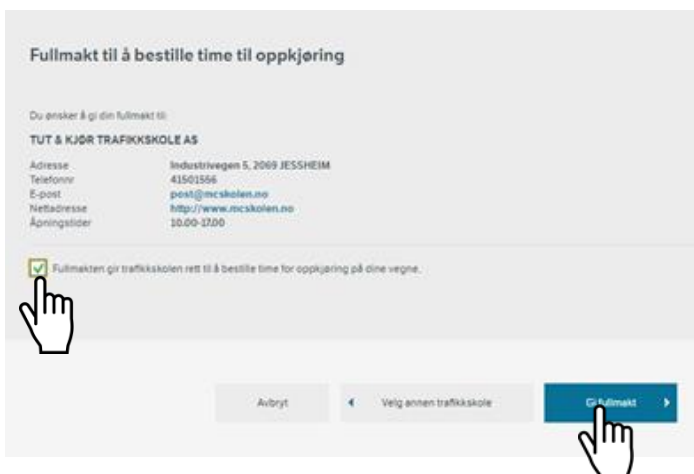 Fullmakt til å bestille time til oppkjøring
Du ønsker å gi din fullmakt til:
TUT & KJØR TRAFIKKSKOLE AS
Adresse Industrivegen 5, 2069 JESSHEIM
Telefonnr 41501556
E-post post@mcskolen.no
Nettadresse http://www.mcskolen.no
Åpningstider 10.00-17.00
Fullmakten gir trafikkskolen rett til å bestille time for oppkjøring på dine vegne.
Avbryt Velg annen trafikkskole Gi fullmakt